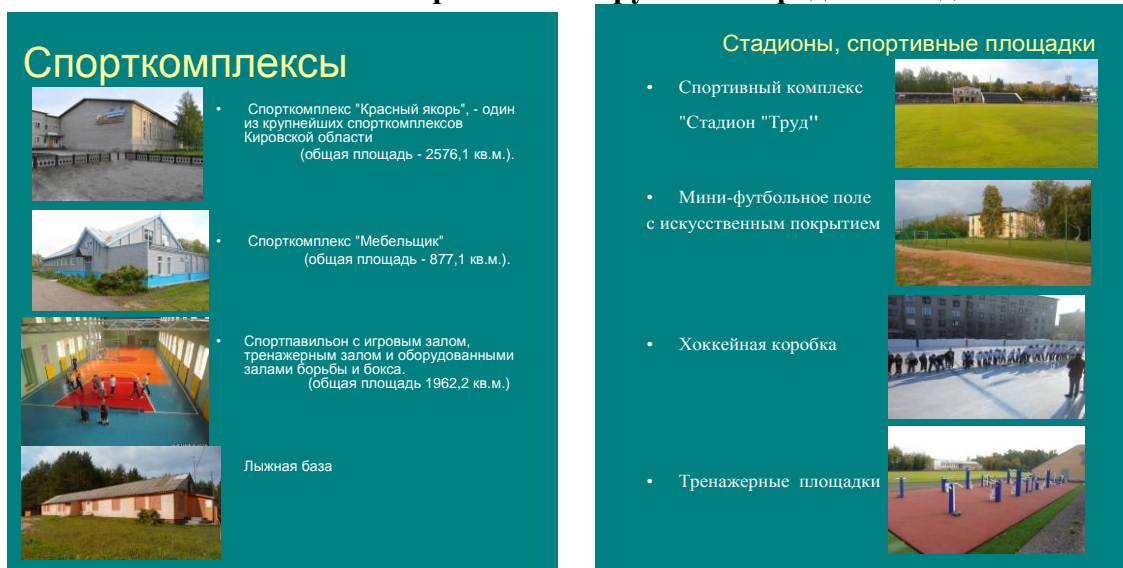 Спорткомплексы
• Спорткомплекс "Красный якорь", - один
из крупнейших спорткомплексов
Кировской области
(общая площадь - 2576,1 кв.м.).
• Спорткомплекс "Мебельщик"
(общая площадь - 877,1 кв.м.).
• Спортпавильон с игровым залом,
тренажерным залом и оборудованными
залами борьбы и бокса.
(общая площадь 1962,2 кв.м.)
Лыжная база
Стадионы, спортивные площадки
• Спортивный комплекс
"Стадион "Труд"
• Мини-футбольное поле
с искусственным покрытием
• Хоккейная коробка
• Тренажерные площадки